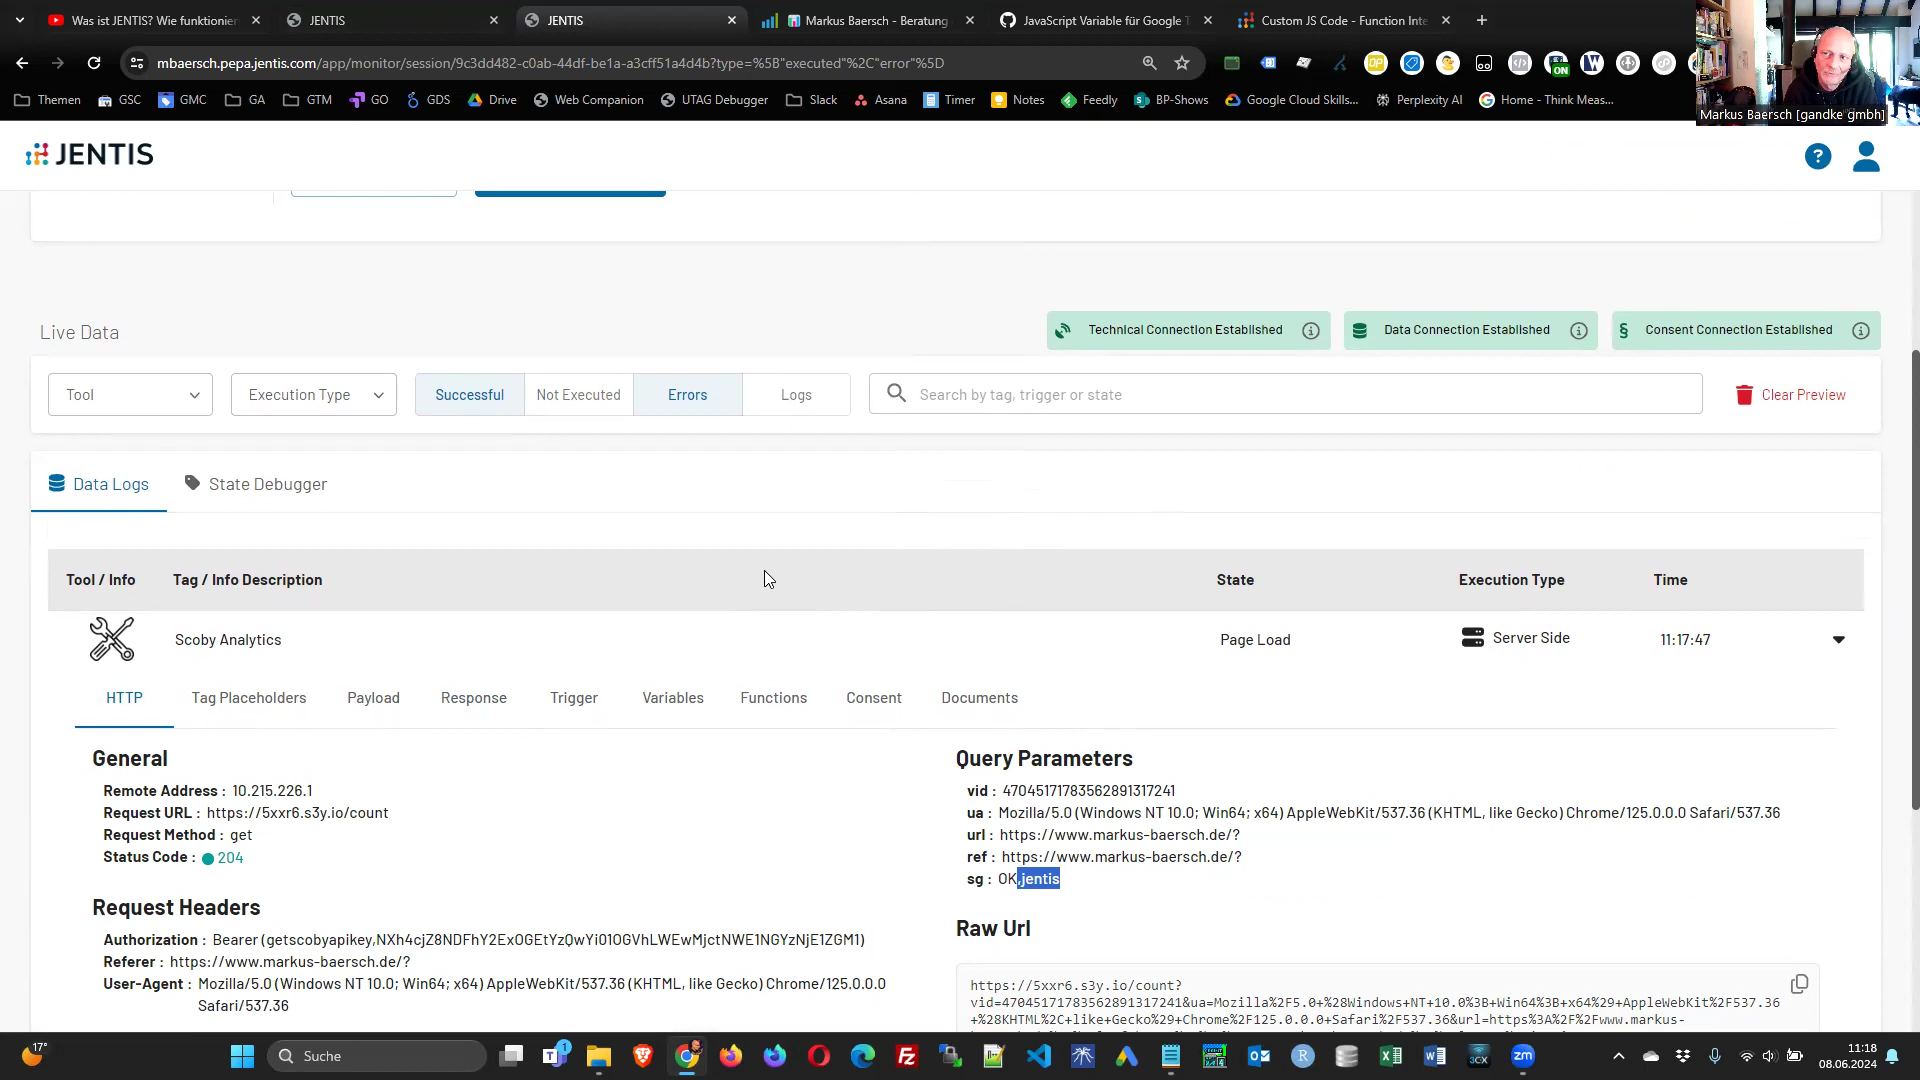 Was ist JENTIS? Wie funktionier
JENTIS
JENTIS
Markus Baersch - Beratung
JavaScript Variable für Google T
Custom JS Code - Function Inte
mbaersch.pepa.jentis.com/app/monitor/session/9c3dd482-c0ab-44df-be1a-a3cff51a4d4b?type=%5B"executed"%2C"error"%5D
Themen
GSC
GMC
GA
GTM
GO
GDS
Drive
Web Companion
UTAG Debugger
Slack
Asana
Timer
Notes
Feedly
BP-Shows
Google Cloud Skills...
Perplexity AI
Home - Think Meas...
Markus Baersch [gandke gmbh]
JENTIS
Live Data
Technical Connection Established
Data Connection Established
§ Consent Connection Established
Tool
Execution Type
Successful
Not Executed
Errors
Logs
Search by tag, trigger or state
Clear Preview
Data Logs
State Debugger
Tool / Info
Tag / Info Description
State
Execution Type
Time
Scoby Analytics
Page Load
Server Side
11:17:47
HTTP
Tag Placeholders
Payload
Response
Trigger
Variables
Functions
Consent
Documents
General
Remote Address : 10.215.226.1
Request URL : https://5xxr6.s3y.io/count
Request Method : get
Status Code : 204
Request Headers
Authorization : Bearer (getscobyapikey,NXh4cjZ8NDFhY2ExOGEtYzQwYi01OGVhLWEwMjctNWE1NGYzNjE1ZGM1)
Referer : https://www.markus-baersch.de/?
User-Agent : Mozilla/5.0 (Windows NT 10.0; Win64; x64) AppleWebKit/537.36 (KHTML, like Gecko) Chrome/125.0.0.0
Safari/537.36
Query Parameters
vid : 47045171783562891317241
ua : Mozilla/5.0 (Windows NT 10.0; Win64; x64) AppleWebKit/537.36 (KHTML, like Gecko) Chrome/125.0.0.0 Safari/537.36
url : https://www.markus-baersch.de/?
ref : https://www.markus-baersch.de/?
sg : OK,jentis
Raw Url
https://5xxr6.s3y.io/count?
vid=47045171783562891317241&ua=Mozilla%2F5.0+%28Windows+NT+10.0%3B+Win64%3B+x64%29+AppleWebKit%2F537.36
+%28KHTML%2C+like+Gecko%29+Chrome%2F125.0.0.0+Safari%2F537.36&url=https%3A%2F%2Fwww.markus-
17°
Suche
11:18
08.06.2024